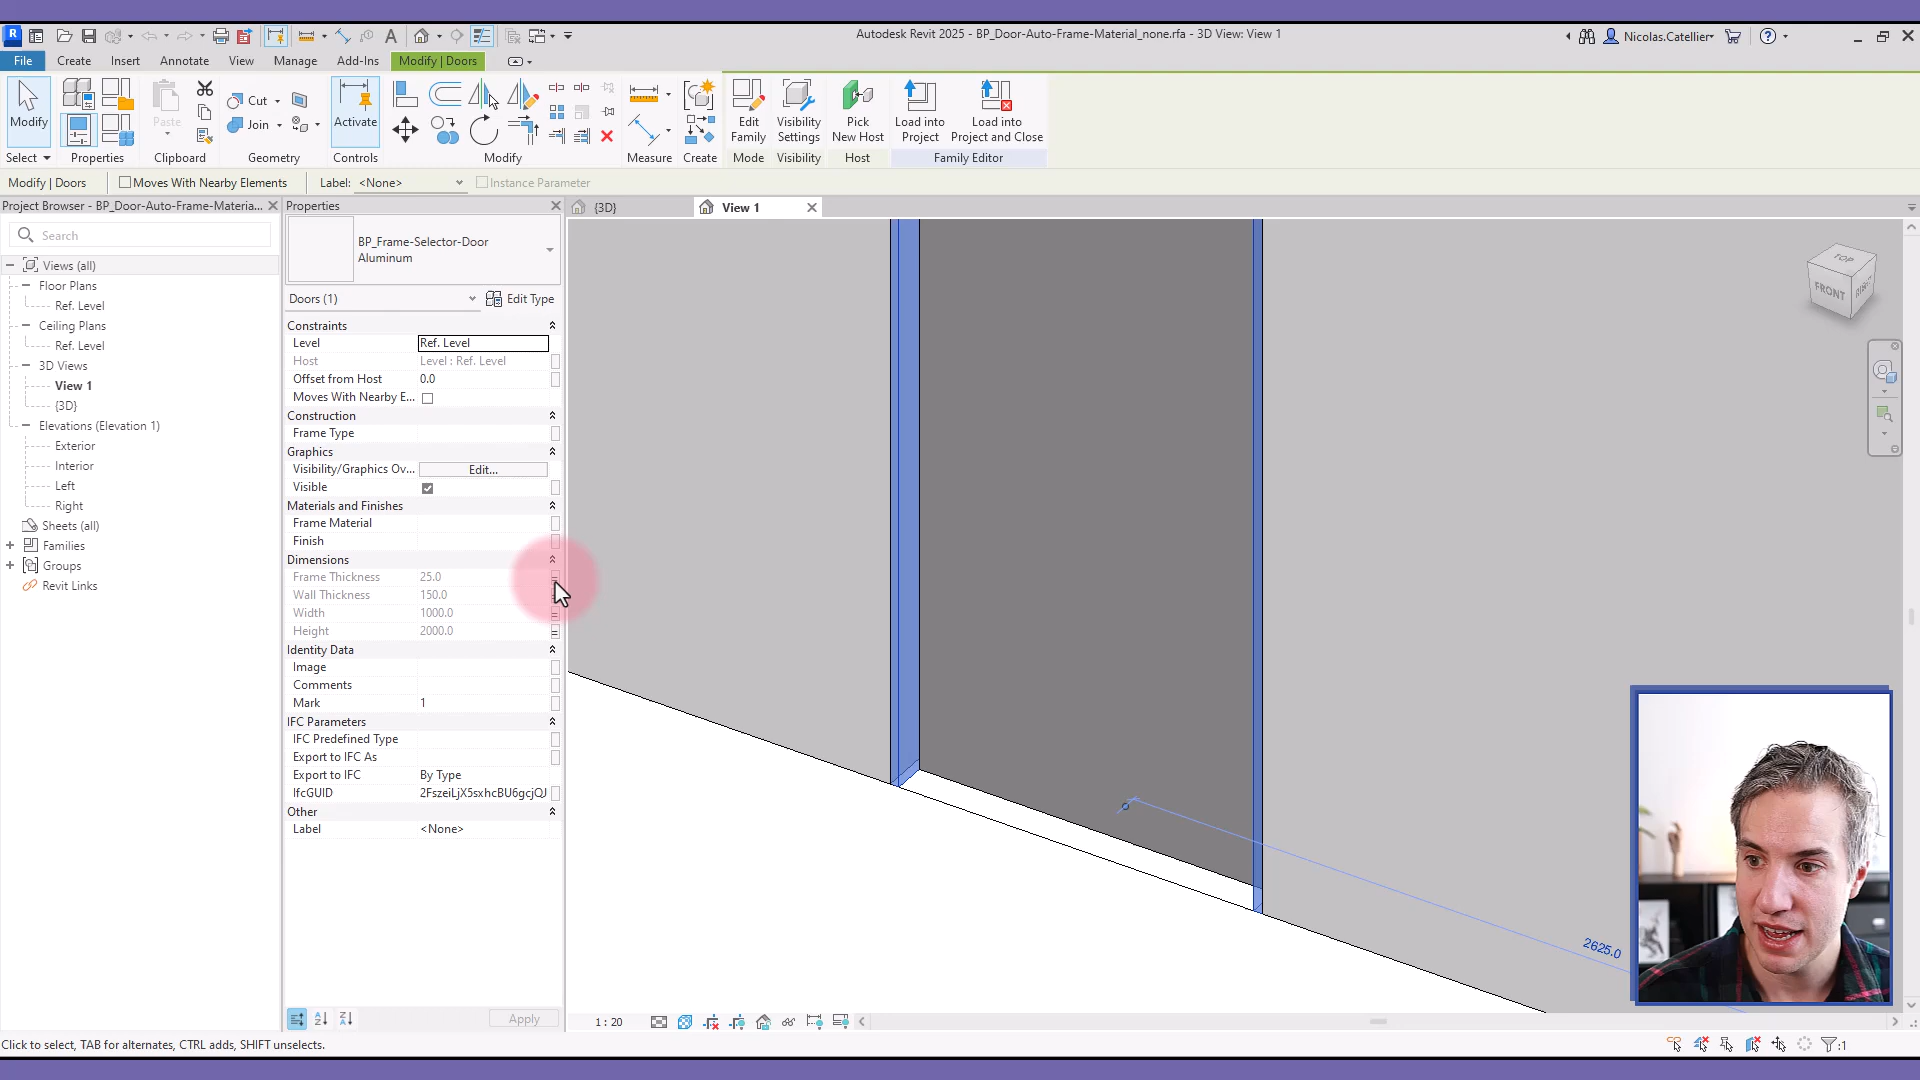 Autodesk Revit 2025 - BP_Door-Auto-Frame-Material_none.rfa - 3D View: View 1
Nicolas.Catellier
File Create Insert Annotate View Manage Add-Ins Modify | Doors
Modify
Select
Properties
Paste
Clipboard
Cut
Join
Geometry
Activate
Controls
Modify
Measure
Create
Edit
Family
Mode
Visibility
Settings
Visibility
Pick
New Host
Host
Load into
Project
Load into
Project and Close
Family Editor
Modify | Doors Moves With Nearby Elements Label: <None> Instance Parameter
Project Browser - BP_Door-Auto-Frame-Materia...
Search
Views (all)
Floor Plans
Ref. Level
Ceiling Plans
Ref. Level
3D Views
View 1
{3D}
Elevations (Elevation 1)
Exterior
Interior
Left
Right
Sheets (all)
Families
Groups
Revit Links
Properties
BP_Frame-Selector-Door
Aluminum
Doors (1) Edit Type
Constraints
Level Ref. Level
Host Level : Ref. Level
Offset from Host 0.0
Moves With Nearby E...
Construction
Frame Type
Graphics
Visibility/Graphics Ov... Edit...
Visible
Materials and Finishes
Frame Material
Finish
Dimensions
Frame Thickness 25.0
Wall Thickness 150.0
Width 1000.0
Height 2000.0
Identity Data
Image
Comments
Mark 1
IFC Parameters
IFC Predefined Type
Export to IFC As
Export to IFC By Type
IfcGUID 2FszeiLjX5sxhcBU6gcjQJ
Other
Label <None>
Apply
{3D} View 1
TOP
FRONT
2625.0
1 : 20
Click to select, TAB for alternates, CTRL adds, SHIFT unselects.
:1